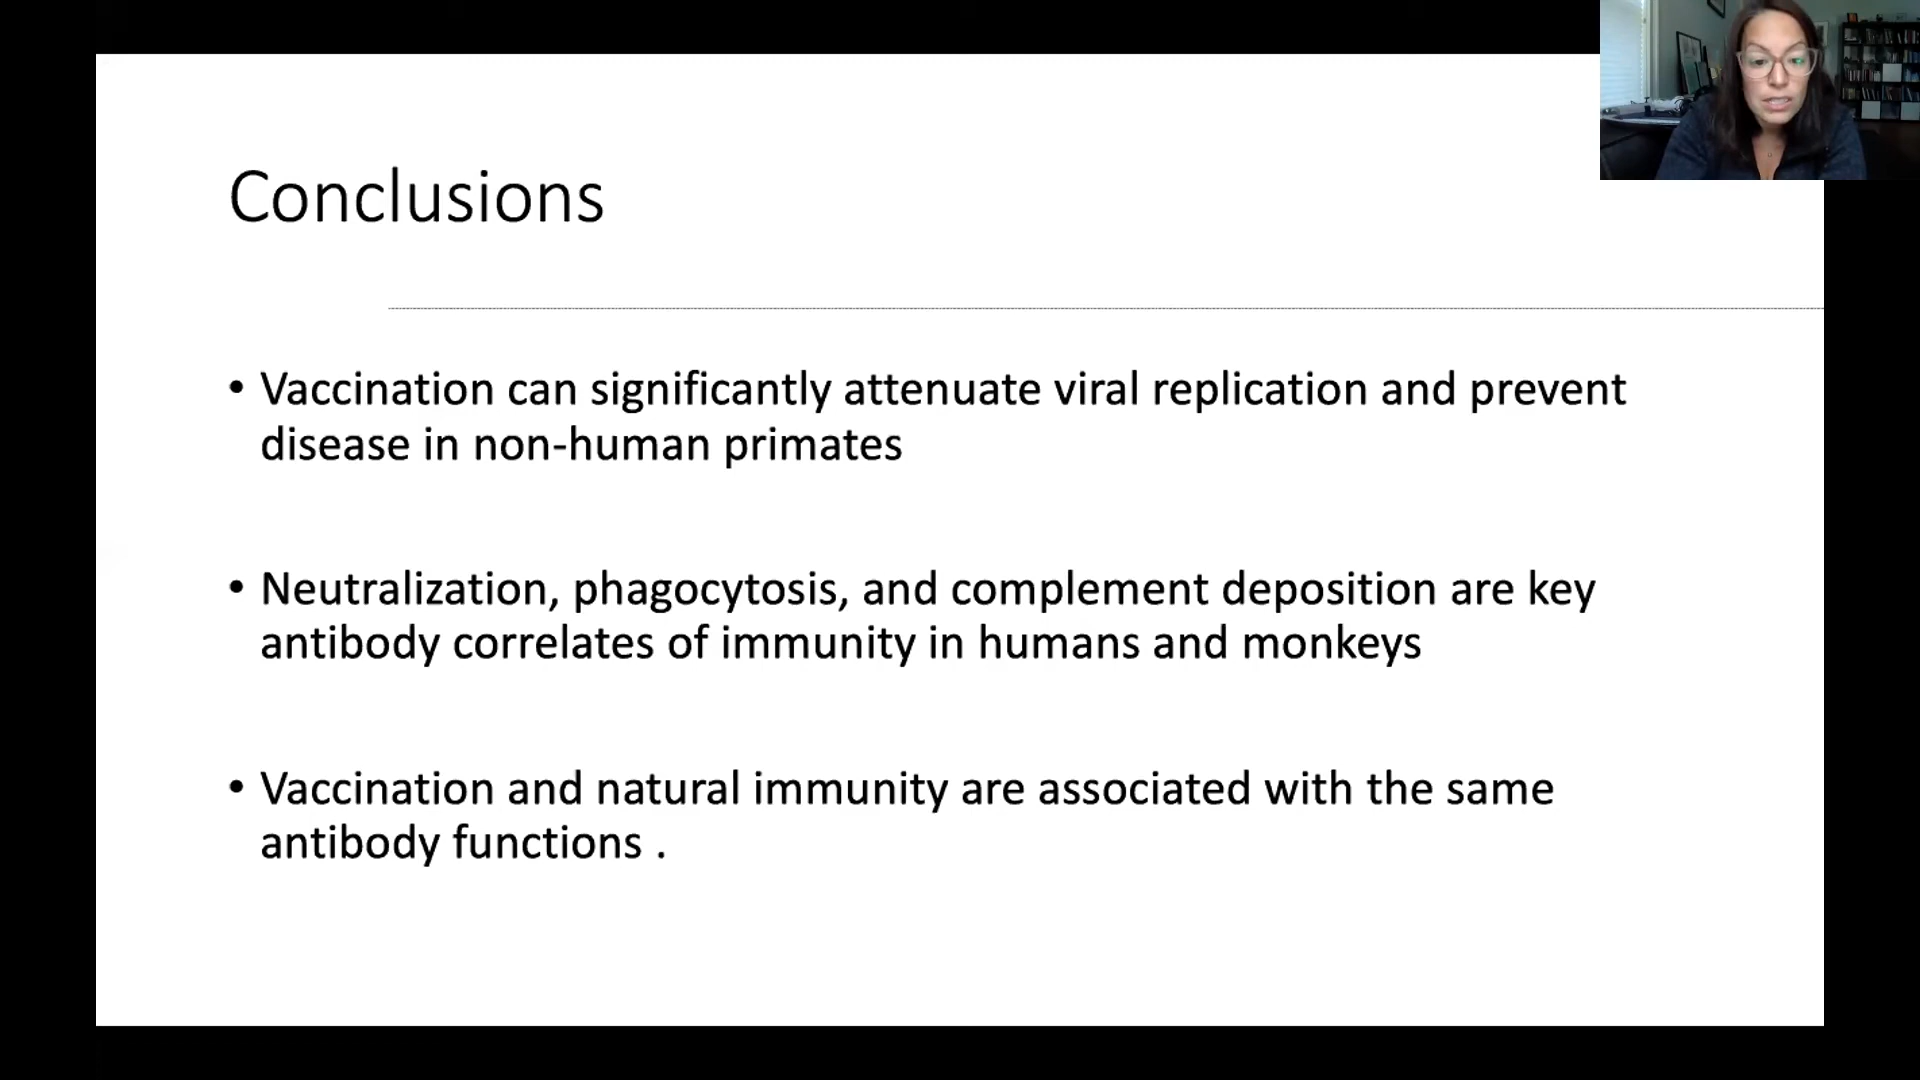 Conclusions
• Vaccination can significantly attenuate viral replication and prevent
disease in non-human primates
• Neutralization, phagocytosis, and complement deposition are key
antibody correlates of immunity in humans and monkeys
• Vaccination and natural immunity are associated with the same
antibody functions .